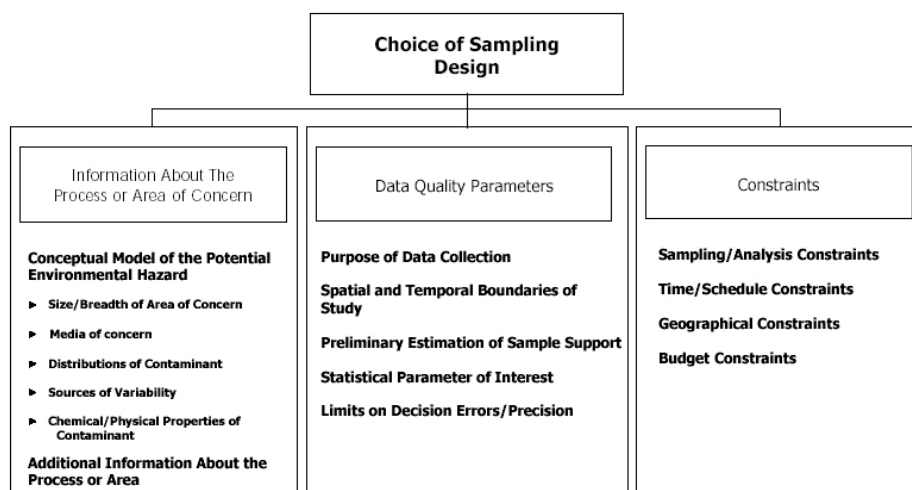 Choice of Sampling
Design
Information About The
Process or Area of Concern
Conceptual Model of the Potential
Environmental Hazard
► Size/Breadth of Area of Concern
► Media of concern
► Distributions of Contaminant
► Sources of Variability
► Chemical/Physical Properties of
Contaminant
Additional Information About the
Process or Area
Data Quality Parameters
Purpose of Data Collection
Spatial and Temporal Boundaries of
Study
Preliminary Estimation of Sample Support
Statistical Parameter of Interest
Limits on Decision Errors/Precision
Constraints
Sampling/Analysis Constraints
Time/Schedule Constraints
Geographical Constraints
Budget Constraints